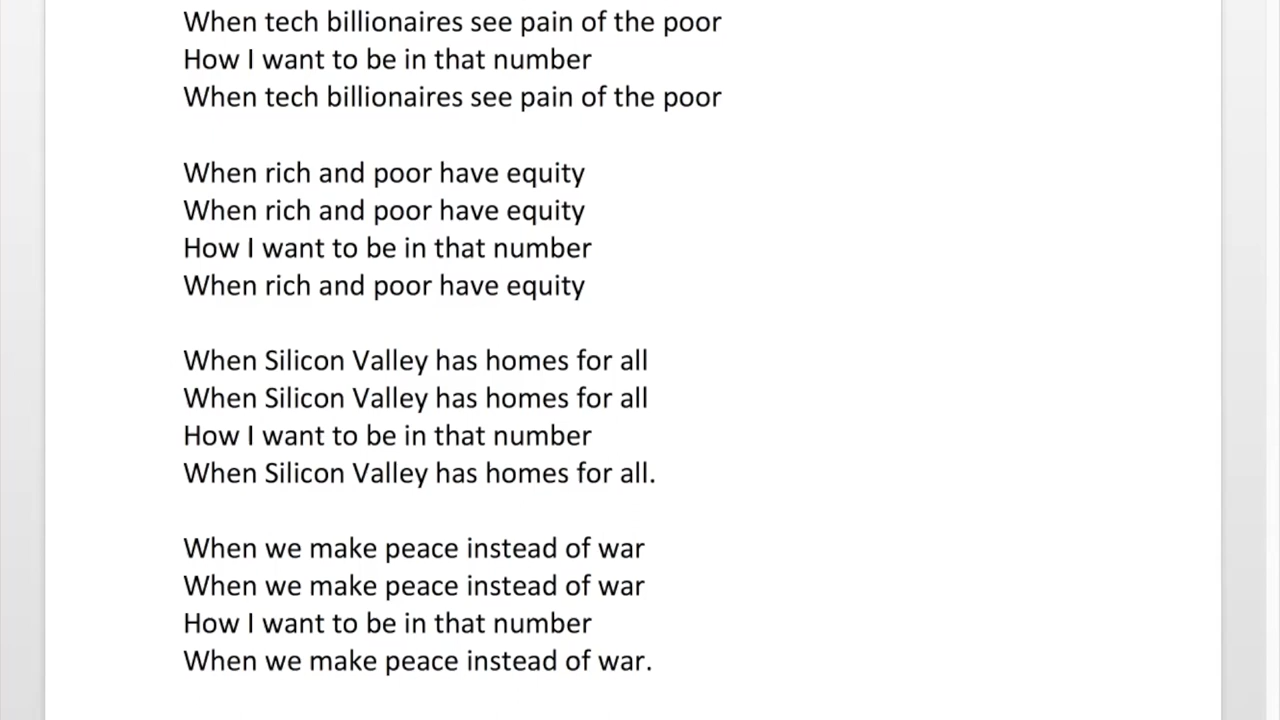 When tech billionaires see pain of the poor
How I want to be in that number
When tech billionaires see pain of the poor
When rich and poor have equity
When rich and poor have equity
How I want to be in that number
When rich and poor have equity
When Silicon Valley has homes for all
When Silicon Valley has homes for all
How I want to be in that number
When Silicon Valley has homes for all.
When we make peace instead of war
When we make peace instead of war
How I want to be in that number
When we make peace instead of war.